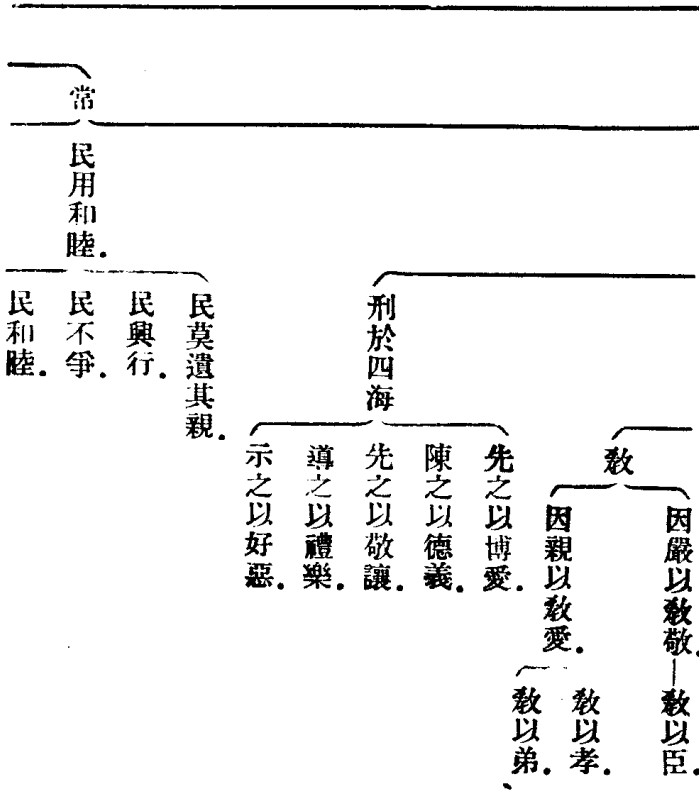 敎
因嚴以敎敬.
敎以臣.
因親以敎愛.
敎以孝.
敎以弟.
刑於四海
先之以博愛.
陳之以德義.
先之以敬讓.
導之以禮樂.
示之以好惡.
常
民用和睦.
民莫遺其親.
民興行.
民不爭.
民和睦.